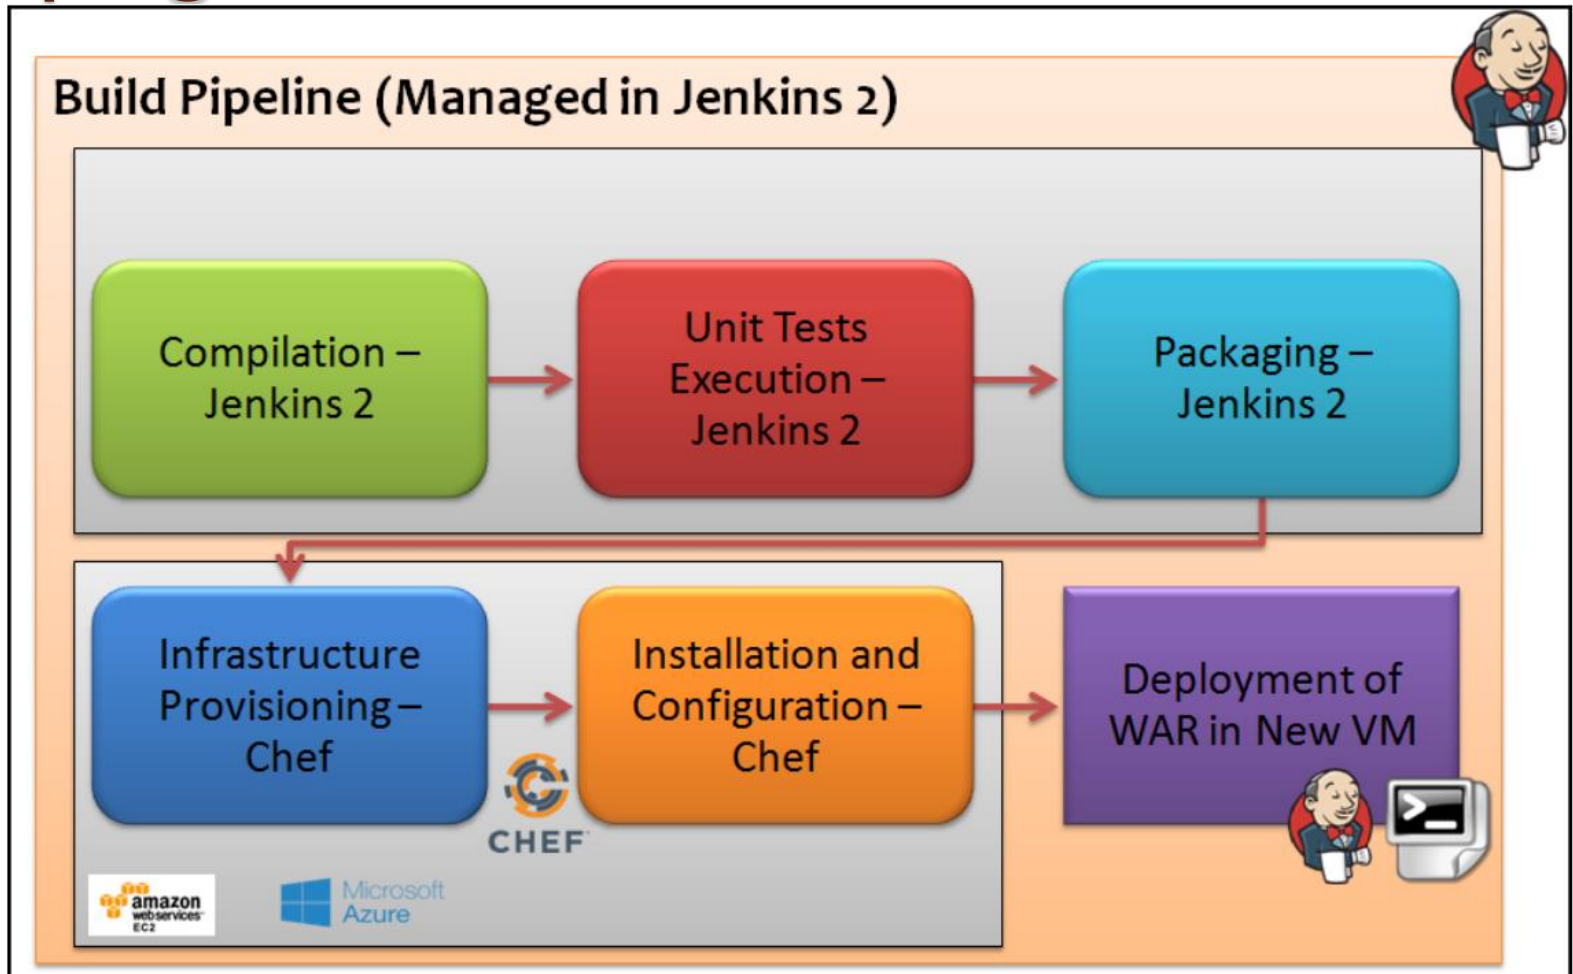 Build Pipeline (Managed in Jenkins 2)
Compilation –
Jenkins 2
Unit Tests
Execution –
Jenkins 2
Packaging –
Jenkins 2
Infrastructure
Provisioning –
Chef
Installation and
Configuration –
Chef
Deployment of
WAR in New VM
CHEF
amazon
webservices
EC2
Microsoft
Azure
>_